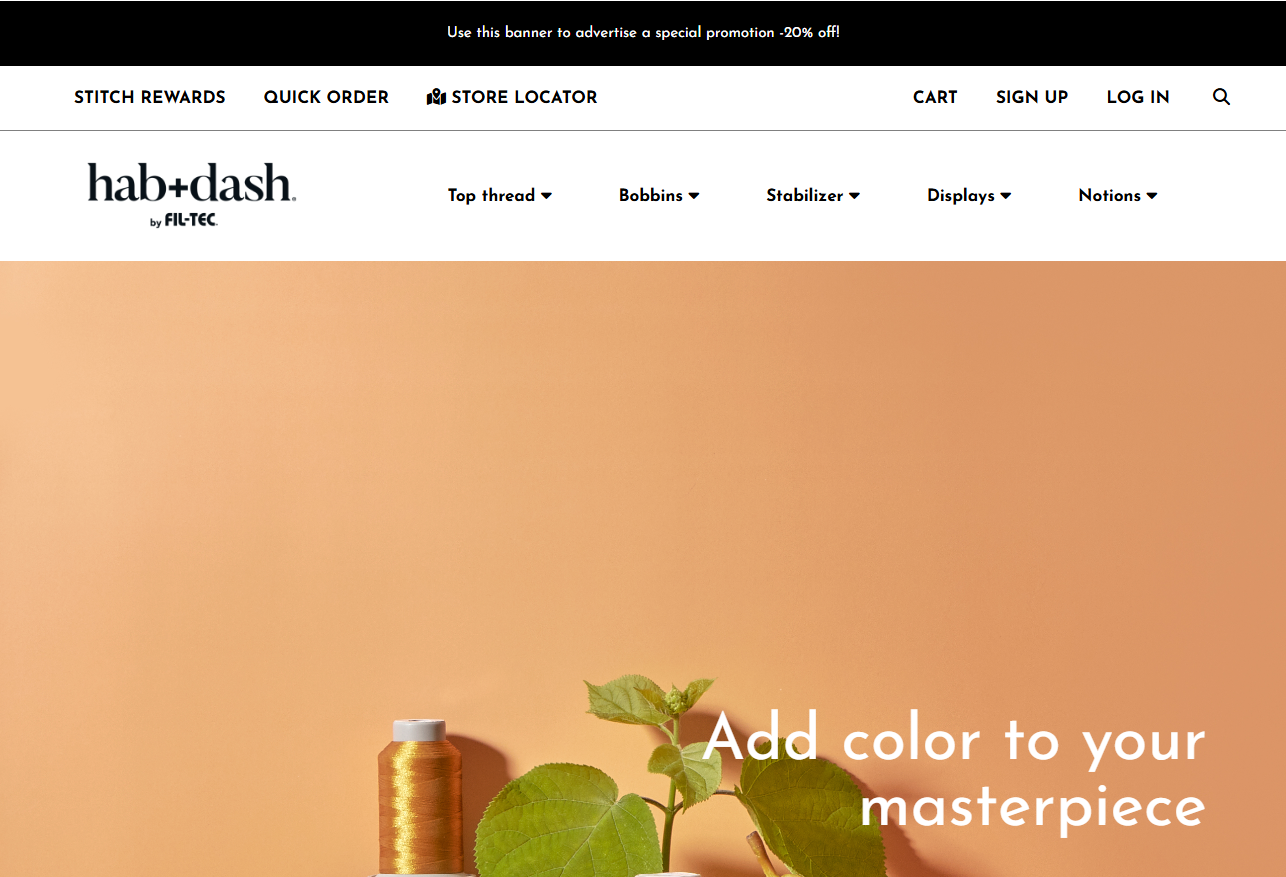 Use this banner to advertise a special promotion -20% off!
STITCH REWARDS QUICK ORDER STORE LOCATOR CART SIGN UP LOG IN
hab+dash
by FIL-TEC
Top thread Bobbins Stabilizer Displays Notions
Add color to your
masterpiece